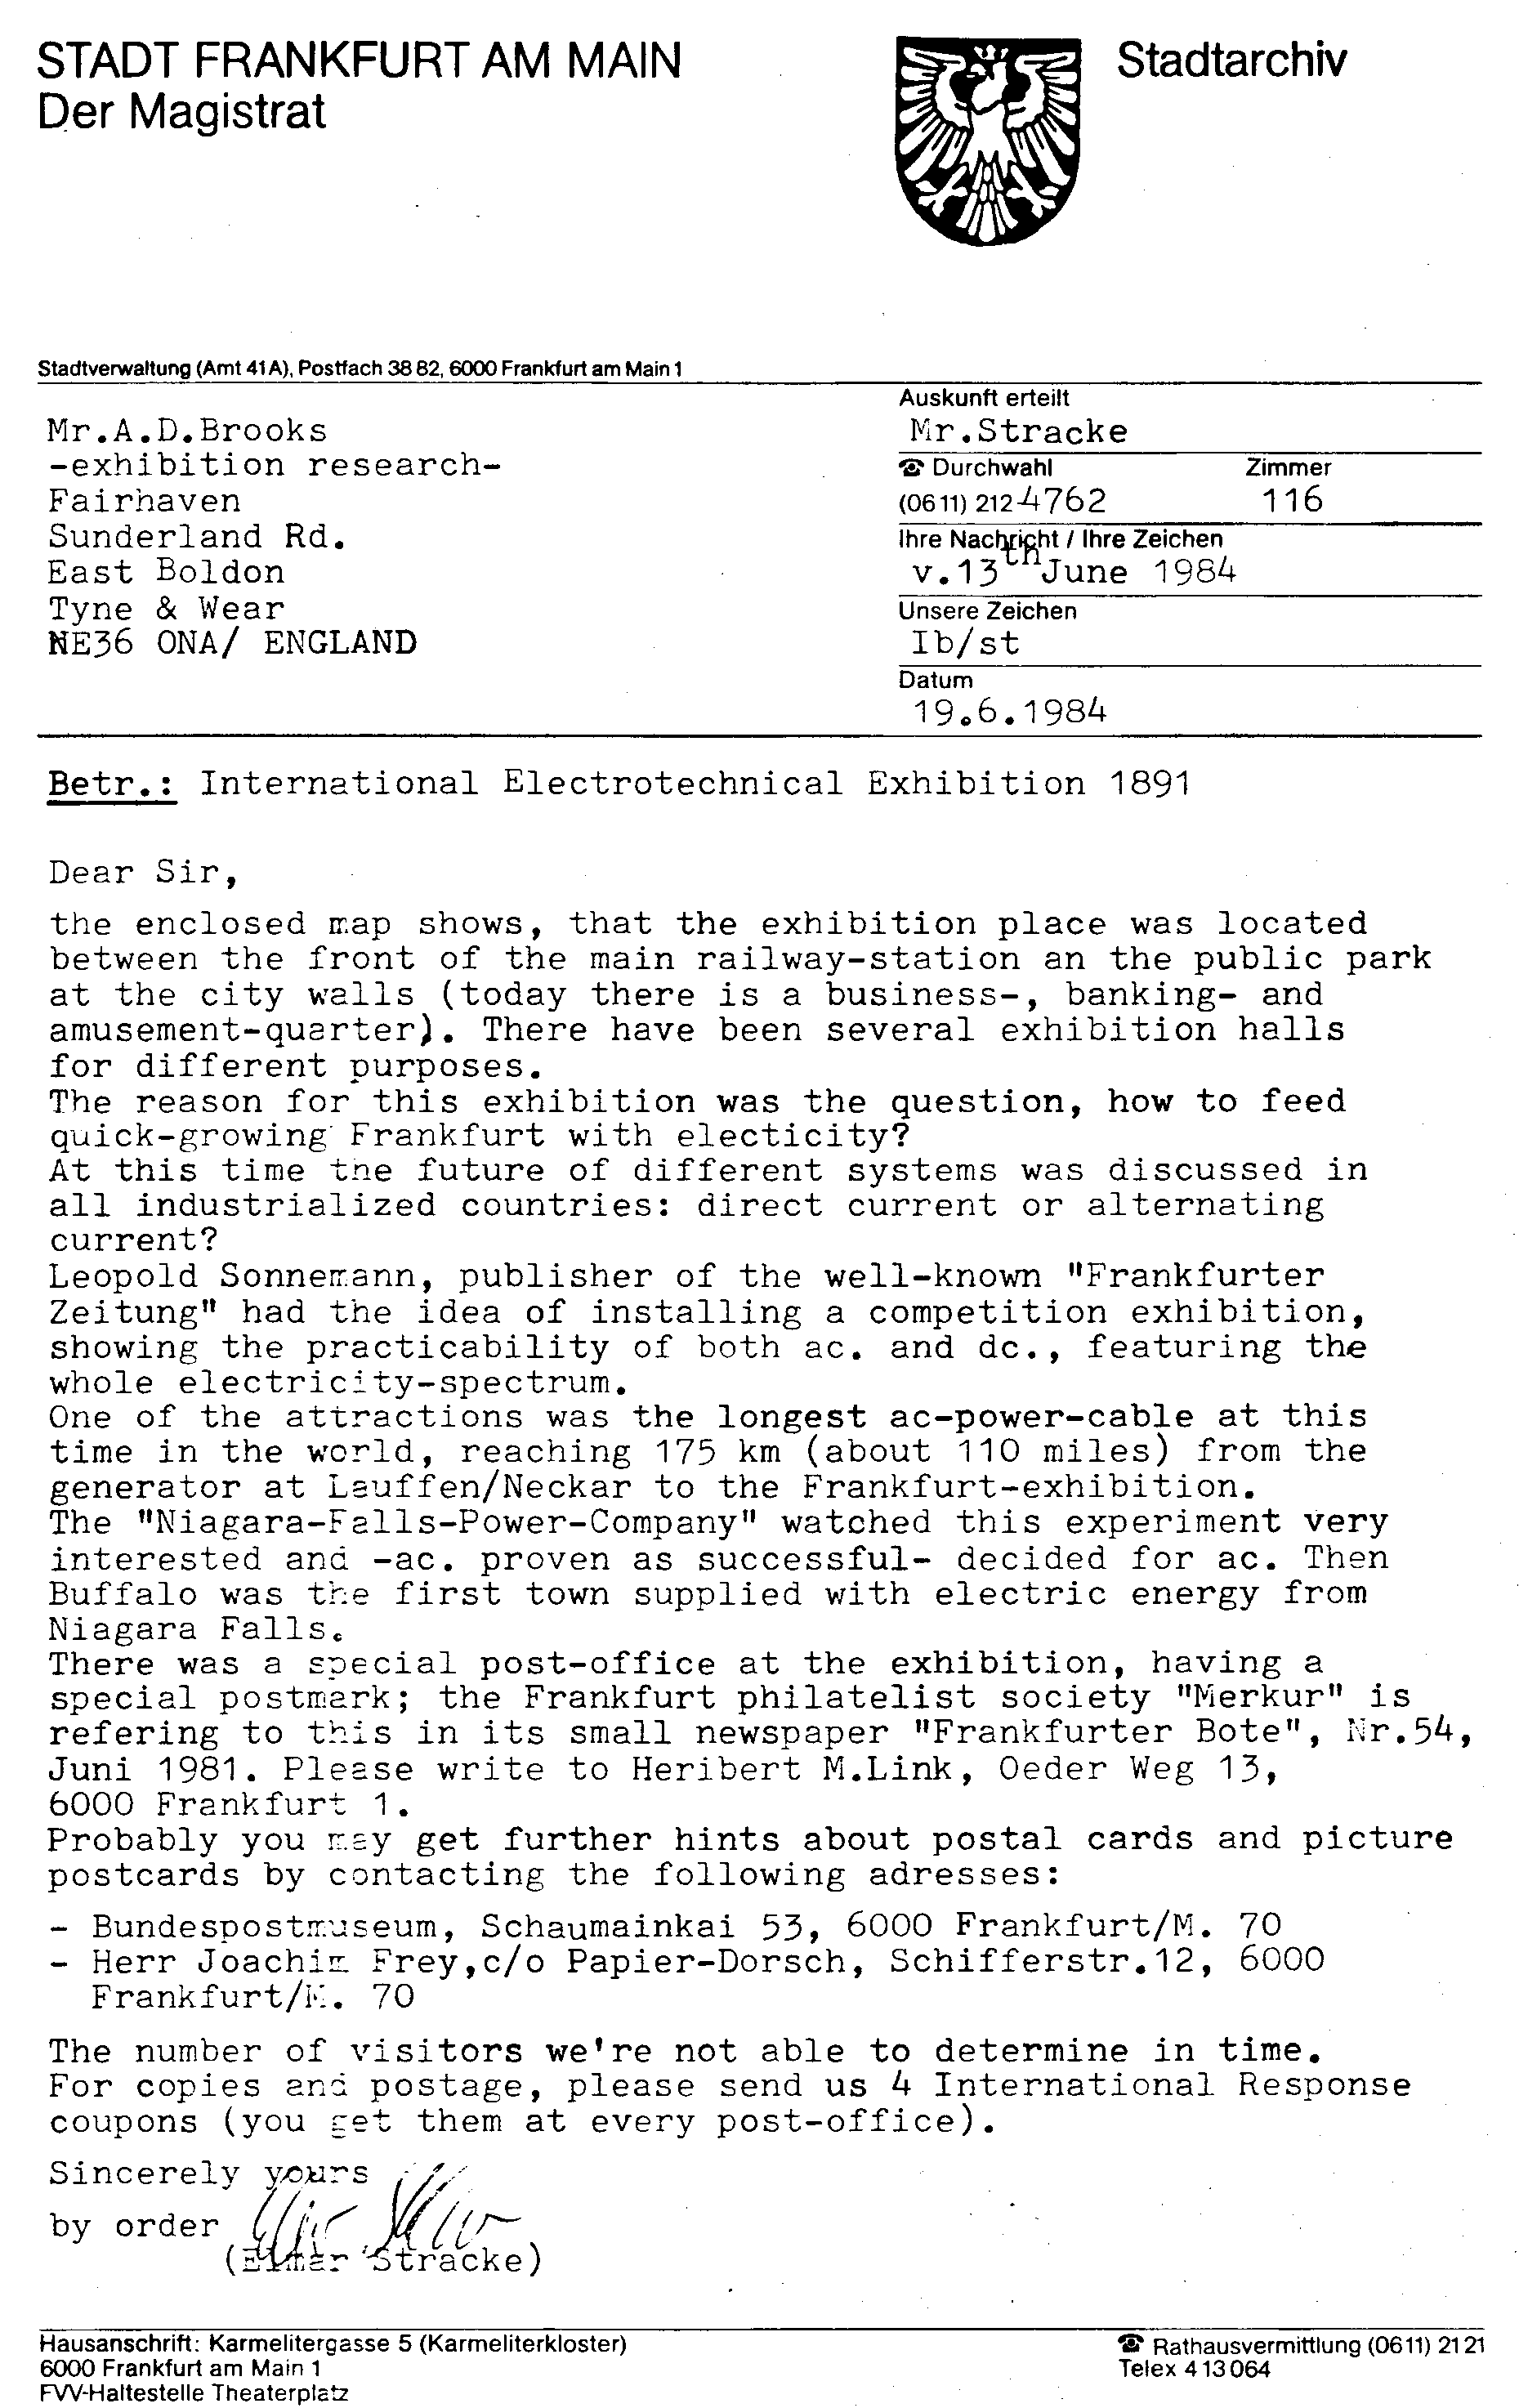 STADT FRANKFURT AM MAIN
Der Magistrat
Stadtarchiv
Stadtverwaltung (Amt 41A), Postfach 38 82, 6000 Frankfurt am Main 1
Mr.A.D.Brooks
-exhibition research-
Fairhaven
Sunderland Rd.
East Boldon
Tyne & Wear
NE36 ONA/ ENGLAND
Auskunft erteilt
Mr.Stracke
☎ Durchwahl Zimmer
(0611) 212-4762 116
Ihre Nachricht / Ihre Zeichen
v.13th June 1984
Unsere Zeichen
Ib/st
Datum
19.6.1984
Betr.: International Electrotechnical Exhibition 1891
Dear Sir,
the enclosed map shows, that the exhibition place was located
between the front of the main railway-station an the public park
at the city walls (today there is a business-, banking- and
amusement-quarter). There have been several exhibition halls
for different purposes.
The reason for this exhibition was the question, how to feed
quick-growing Frankfurt with electicity?
At this time the future of different systems was discussed in
all industrialized countries: direct current or alternating
current?
Leopold Sonnemann, publisher of the well-known "Frankfurter
Zeitung" had the idea of installing a competition exhibition,
showing the practicability of both ac. and dc., featuring the
whole electricity-spectrum.
One of the attractions was the longest ac-power-cable at this
time in the world, reaching 175 km (about 110 miles) from the
generator at Lauffen/Neckar to the Frankfurt-exhibition.
The "Niagara-Falls-Power-Company" watched this experiment very
interested and -ac. proven as successful- decided for ac. Then
Buffalo was the first town supplied with electric energy from
Niagara Falls.
There was a special post-office at the exhibition, having a
special postmark; the Frankfurt philatelist society "Merkur" is
refering to this in its small newspaper "Frankfurter Bote", Nr.54,
Juni 1981. Please write to Heribert M.Link, Oeder Weg 13,
6000 Frankfurt 1.
Probably you may get further hints about postal cards and picture
postcards by contacting the following adresses:
- Bundespostmuseum, Schaumainkai 53, 6000 Frankfurt/M. 70
- Herr Joachim Frey,c/o Papier-Dorsch, Schifferstr.12, 6000
Frankfurt/M. 70
The number of visitors we're not able to determine in time.
For copies and postage, please send us 4 International Response
coupons (you get them at every post-office).
Sincerely yours
by order
(Elmar Stracke)
Hausanschrift: Karmelitergasse 5 (Karmeliterkloster)
6000 Frankfurt am Main 1
FVV-Haltestelle Theaterplatz
☎ Rathausvermittlung (0611) 21 21
Telex 4 13 064